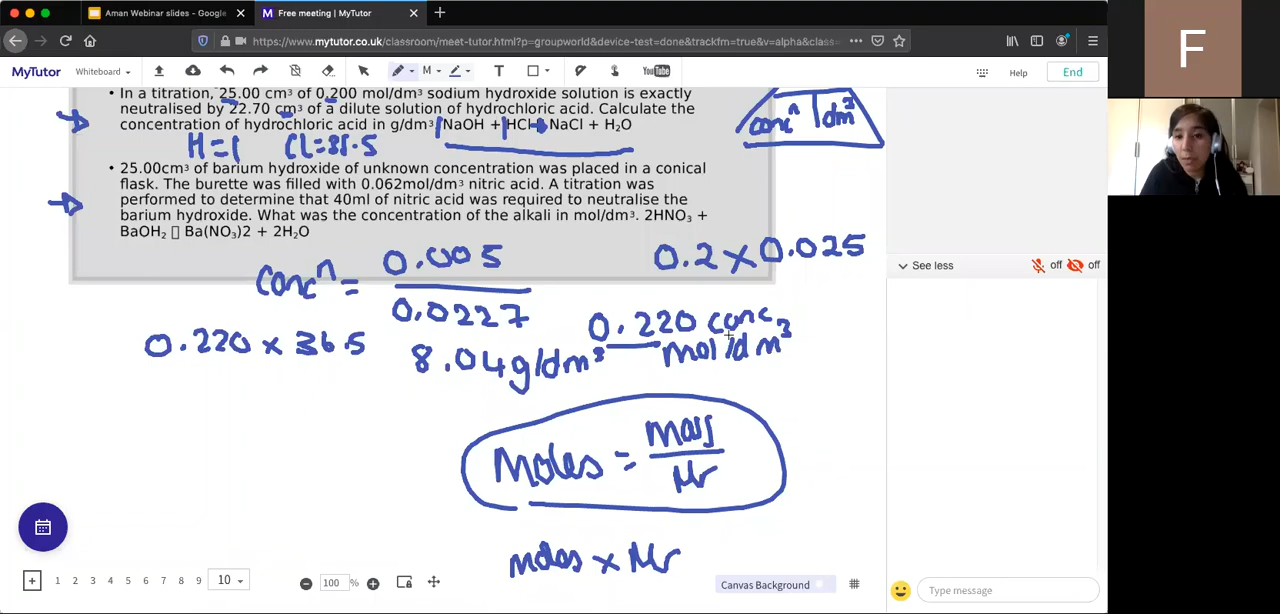 Aman Webinar slides - Google
Free meeting | MyTutor
https://www.mytutor.co.uk/classroom/meet-tutor.html?p=groupworld&device-test=done&trackfm=true&v=alpha&class=
MyTutor
Whiteboard
M
T
YouTube
Help
End
F
• In a titration, 25.00 cm³ of 0.200 mol/dm³ sodium hydroxide solution is exactly
neutralised by 22.70 cm³ of a dilute solution of hydrochloric acid. Calculate the
concentration of hydrochloric acid in g/dm³ NaOH + HCl → NaCl + H₂O
concⁿ | dm³
H = 1 Cl = 35.5
• 25.00cm³ of barium hydroxide of unknown concentration was placed in a conical
flask. The burette was filled with 0.062mol/dm³ nitric acid. A titration was
performed to determine that 40ml of nitric acid was required to neutralise the
barium hydroxide. What was the concentration of the alkali in mol/dm³. 2HNO₃ +
BaOH₂ ▯ Ba(NO₃)2 + 2H₂O
concⁿ = 0.005
0.0227
0.2 × 0.025
0.220 × 36.5
8.04g/dm³
0.220 conc
mol/dm³
Moles = mass
Mr
moles × Mr
See less
off
off
1 2 3 4 5 6 7 8 9 10
100 %
Canvas Background
Type message